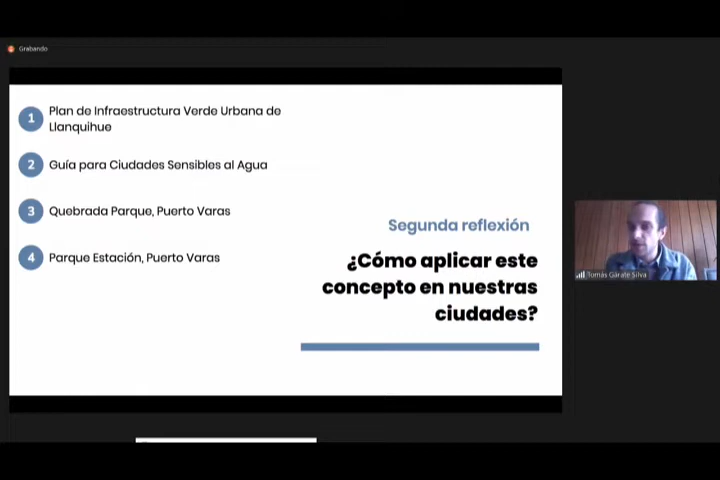 Grabando
1 Plan de Infraestructura Verde Urbana de
Llanquihue
2 Guía para Ciudades Sensibles al Agua
3 Quebrada Parque, Puerto Varas
4 Parque Estación, Puerto Varas
Segunda reflexión
¿Cómo aplicar este
concepto en nuestras
ciudades?
Tomás Gárate Silva